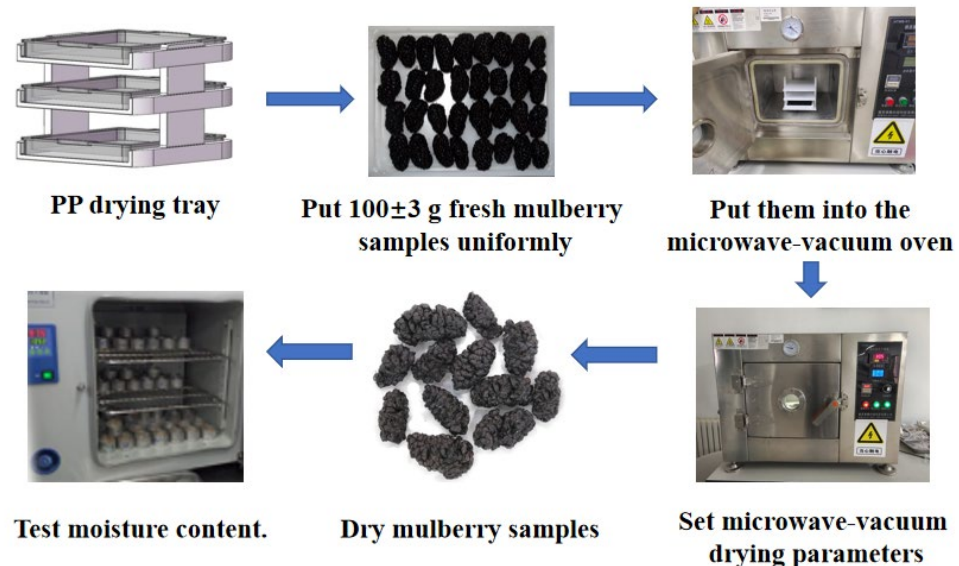 PP drying tray
Put 100±3 g fresh mulberry
samples uniformly
Put them into the
microwave-vacuum oven
Set microwave-vacuum
drying parameters
Dry mulberry samples
Test moisture content.